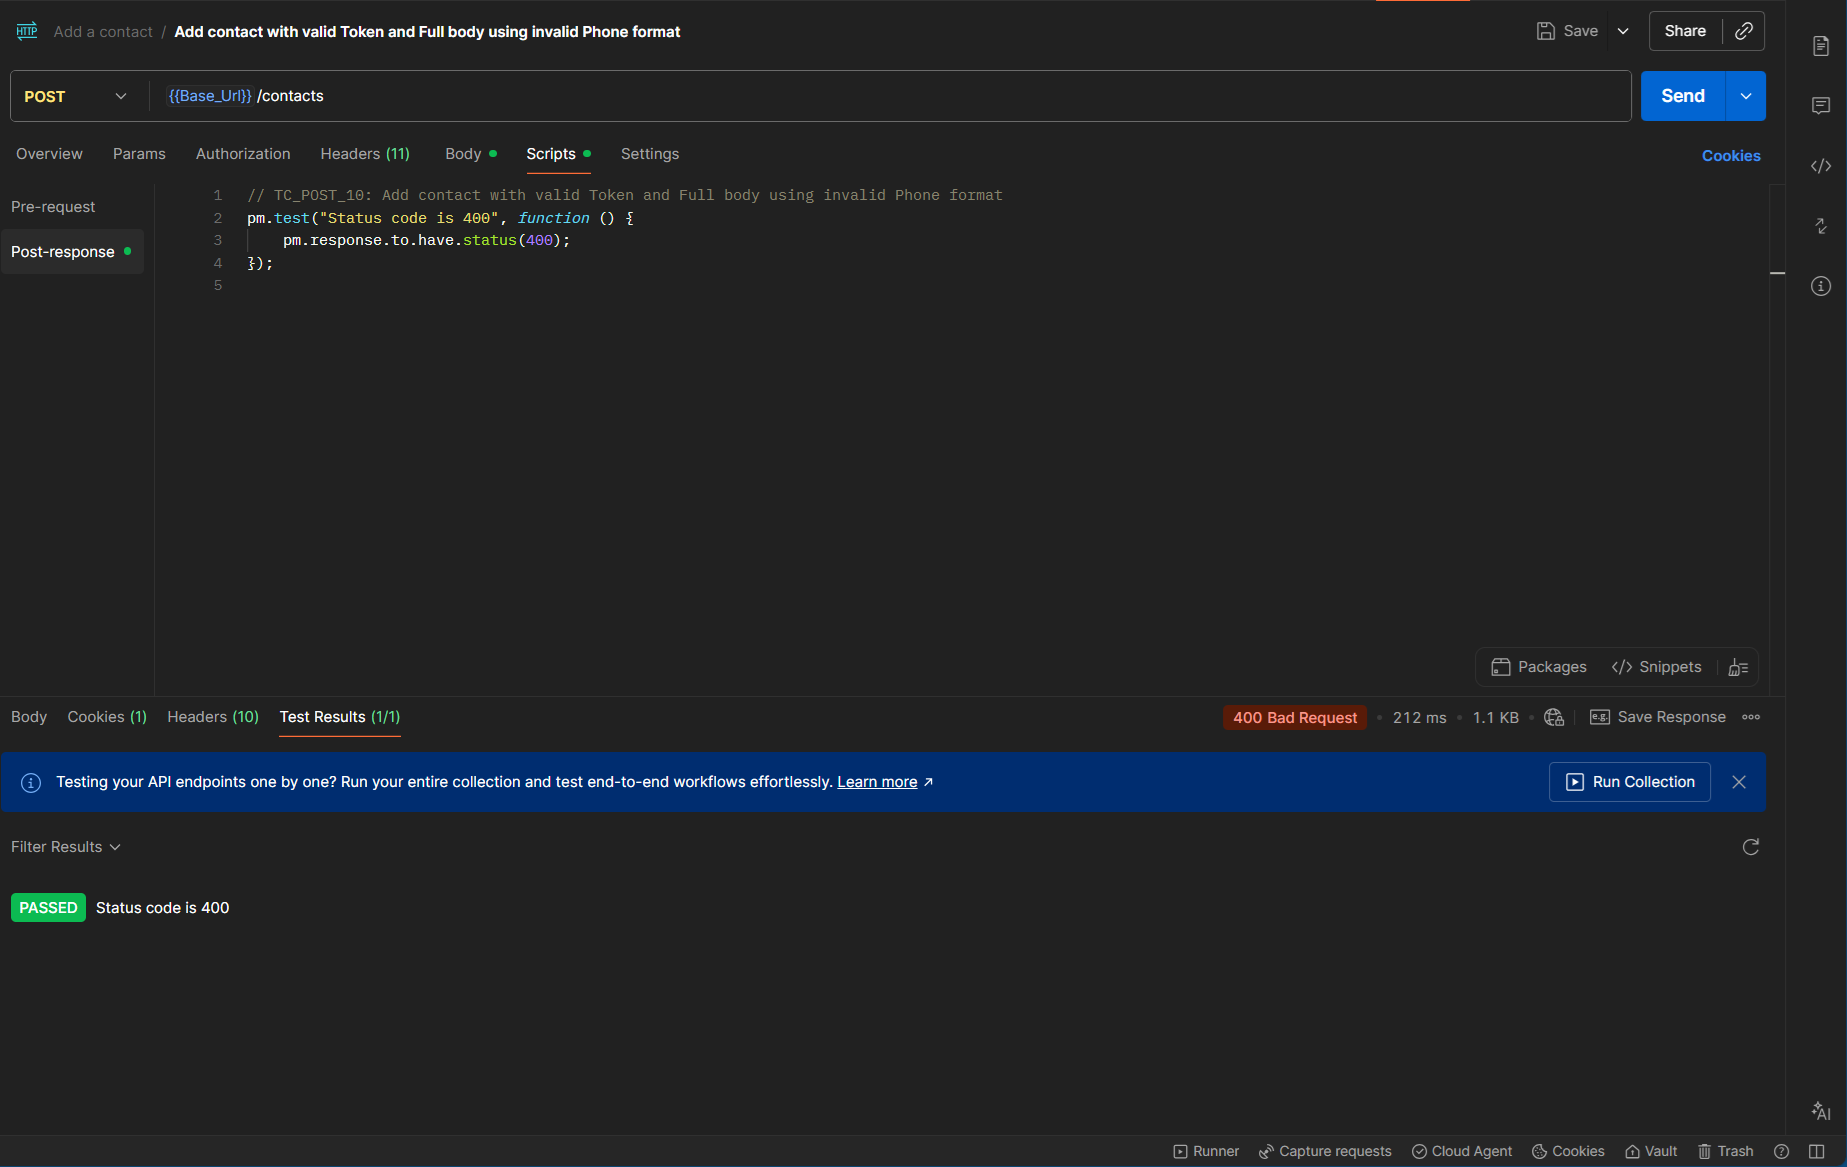 HTTP Add a contact / Add contact with valid Token and Full body using invalid Phone format Save Share
POST {{Base_Url}} /contacts Send
Overview Params Authorization Headers (11) Body Scripts Settings Cookies
Pre-request
Post-response
1 // TC_POST_10: Add contact with valid Token and Full body using invalid Phone format
2 pm.test("Status code is 400", function () {
3 pm.response.to.have.status(400);
4 });
5
Packages </> Snippets
Body Cookies (1) Headers (10) Test Results (1/1) 400 Bad Request • 212 ms • 1.1 KB • e.g. Save Response
Testing your API endpoints one by one? Run your entire collection and test end-to-end workflows effortlessly. Learn more ↗ Run Collection
Filter Results
PASSED Status code is 400
AI
Runner Capture requests Cloud Agent Cookies Vault Trash